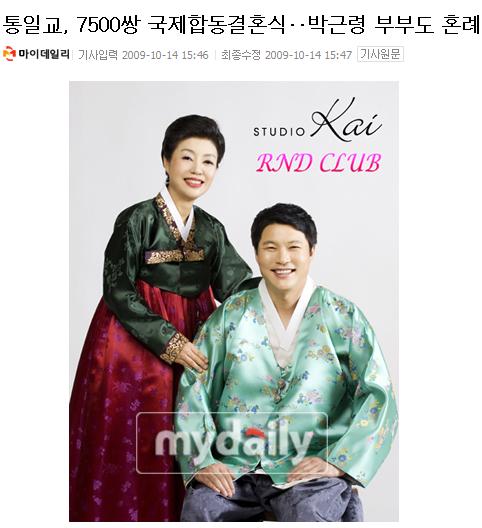 통일교, 7500쌍 국제합동결혼식··박근령 부부도 혼례
마이데일리 | 기사입력 2009-10-14 15:46 | 최종수정 2009-10-14 15:47 기사원문
STUDIO Kai
RND CLUB
mydaily